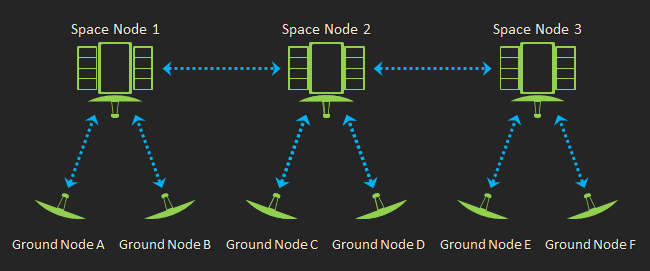 Space Node 1
Space Node 2
Space Node 3
Ground Node A
Ground Node B
Ground Node C
Ground Node D
Ground Node E
Ground Node F